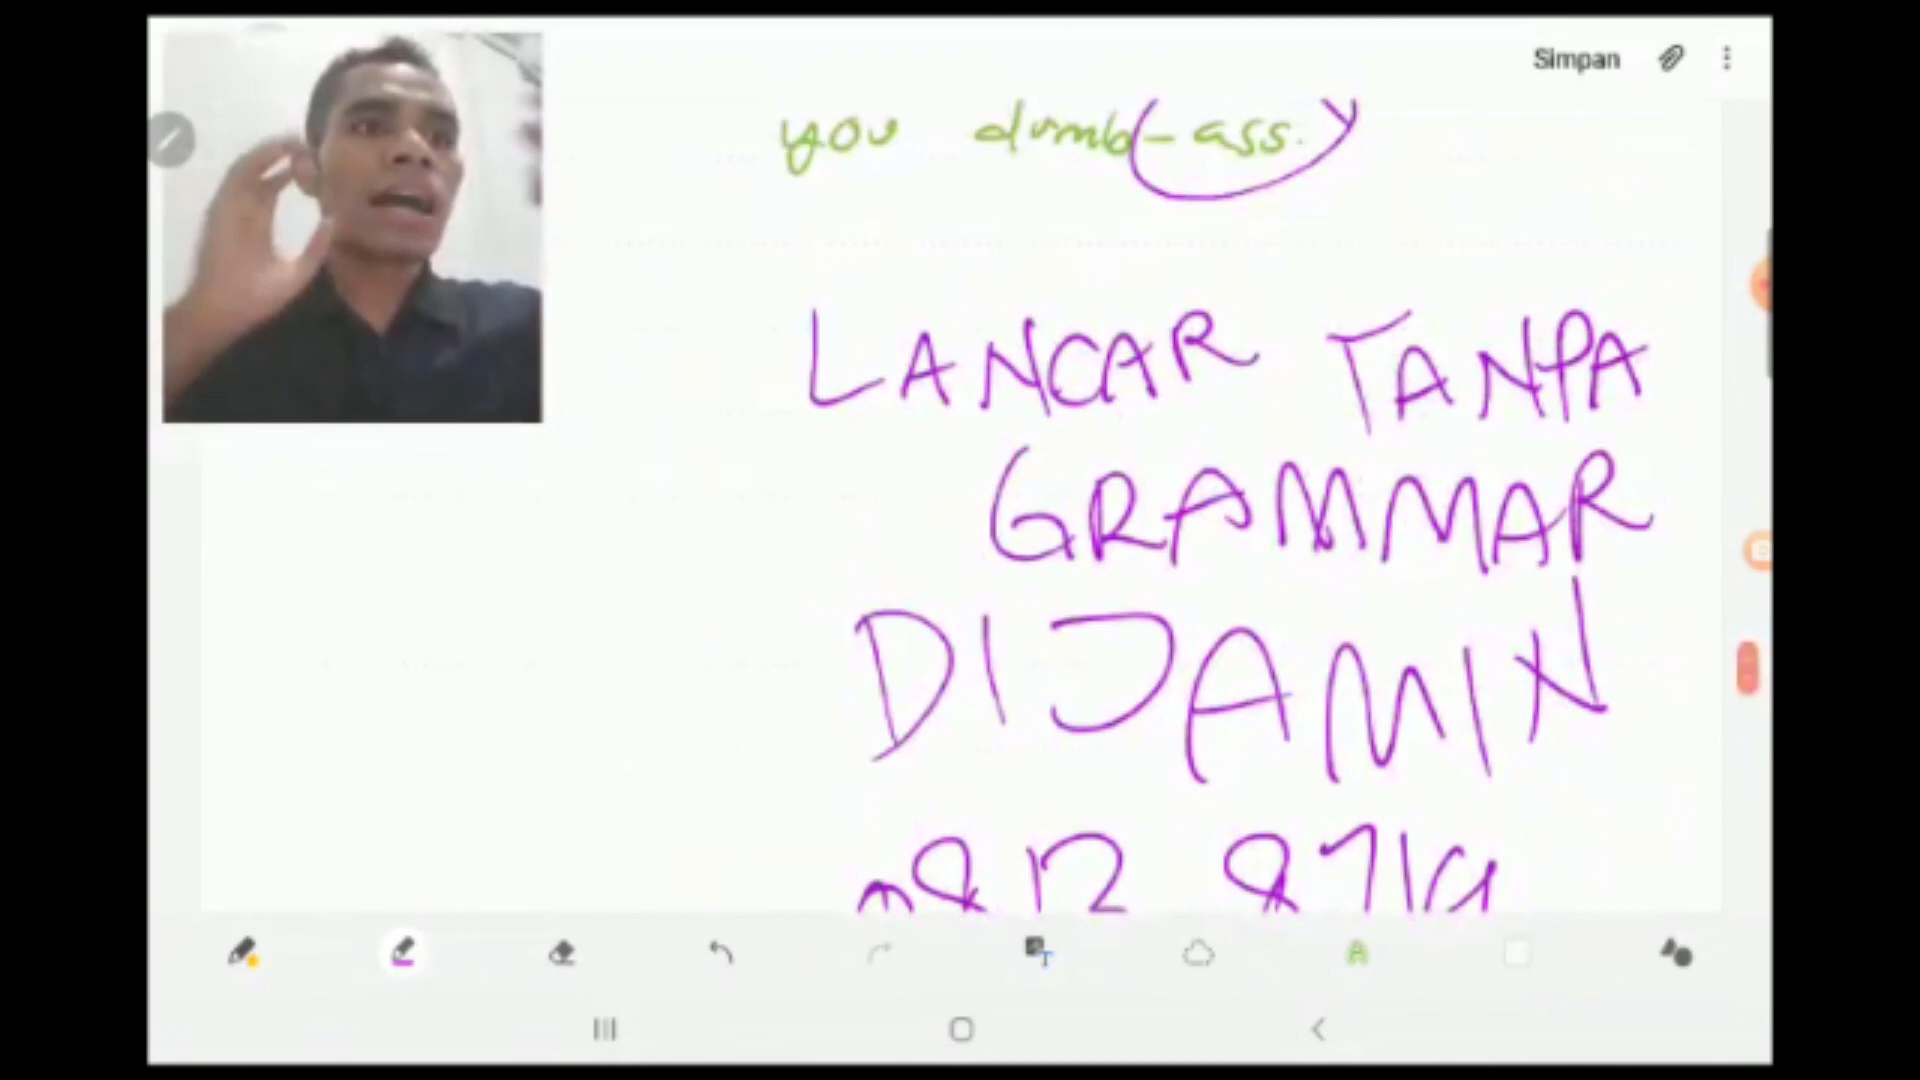 Simpan
you dumb-ass.
LANCAR TANPA
GRAMMAR
DIJAMIN